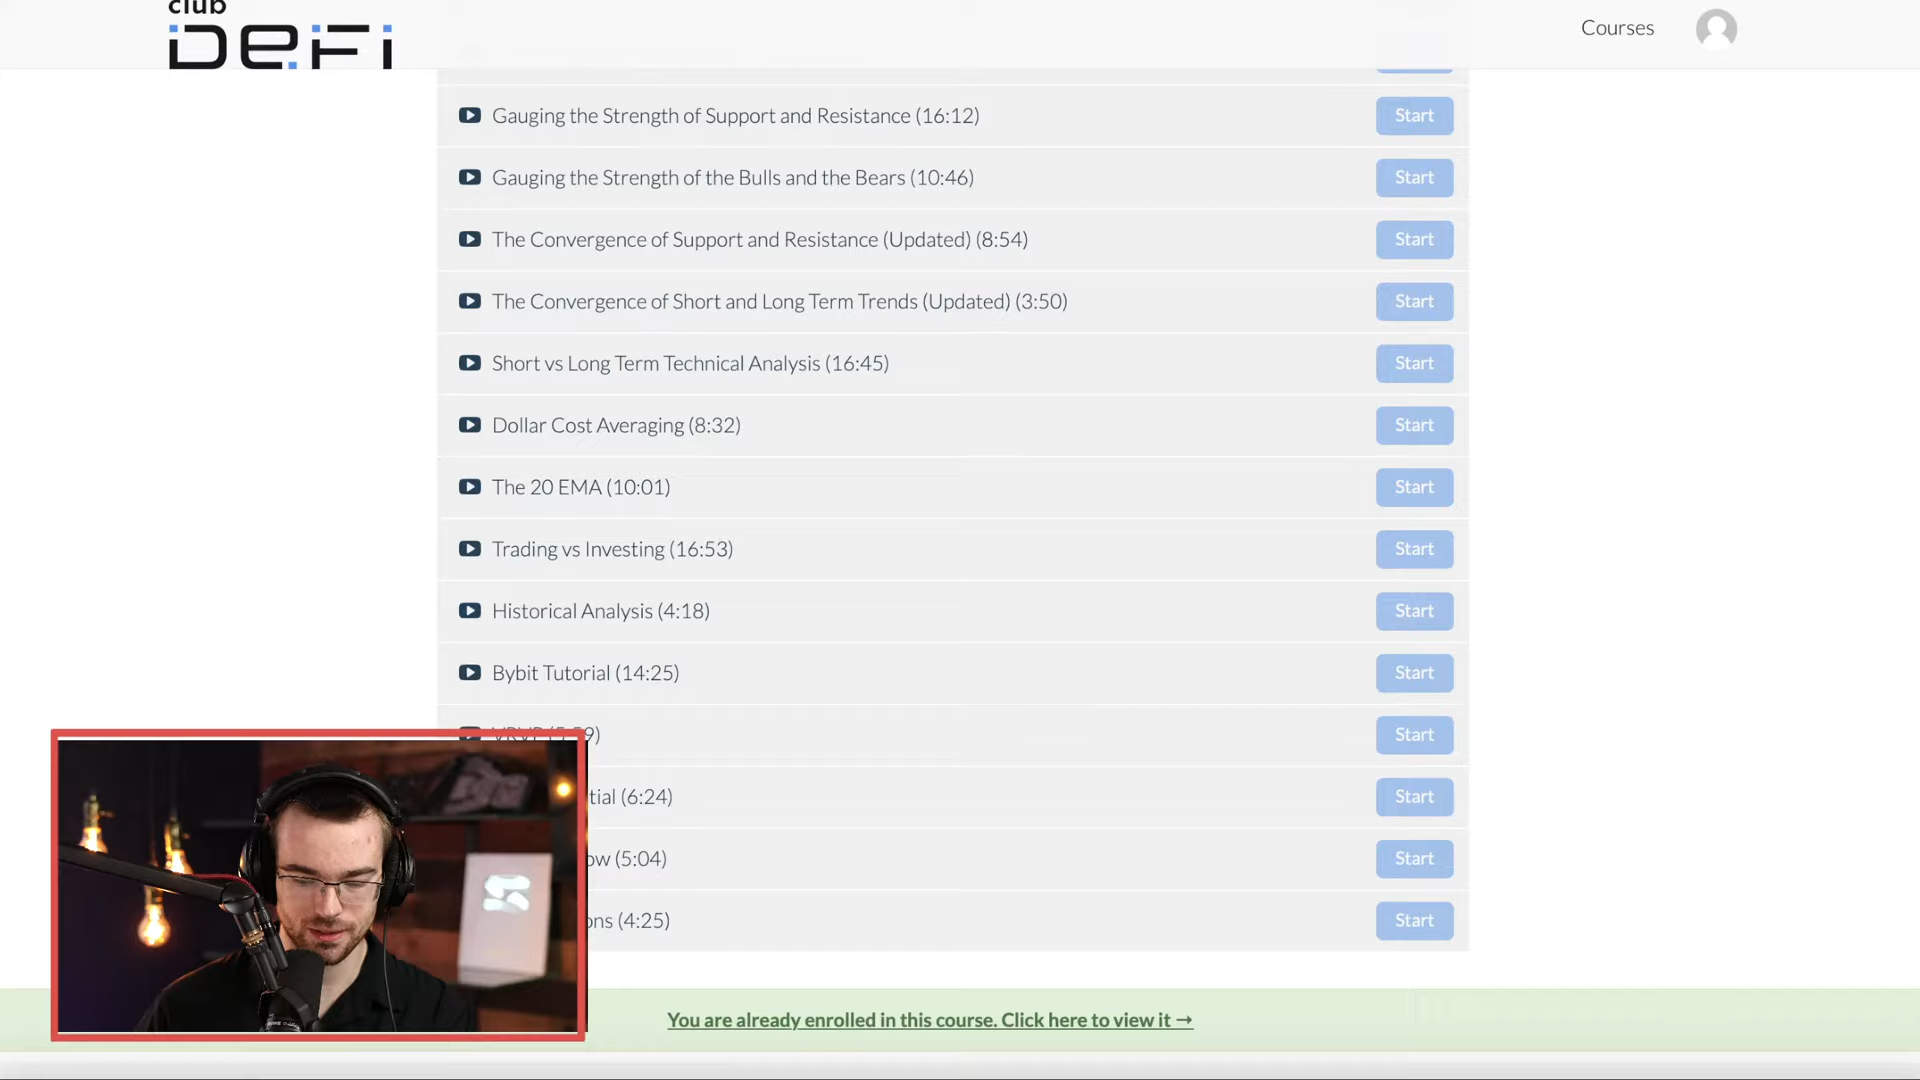 club
DeFi
Courses
Gauging the Strength of Support and Resistance (16:12)
Start
Gauging the Strength of the Bulls and the Bears (10:46)
Start
The Convergence of Support and Resistance (Updated) (8:54)
Start
The Convergence of Short and Long Term Trends (Updated) (3:50)
Start
Short vs Long Term Technical Analysis (16:45)
Start
Dollar Cost Averaging (8:32)
Start
The 20 EMA (10:01)
Start
Trading vs Investing (16:53)
Start
Historical Analysis (4:18)
Start
Bybit Tutorial (14:25)
Start
VRVP (5:59)
Start
tial (6:24)
Start
ow (5:04)
Start
ons (4:25)
Start
You are already enrolled in this course. Click here to view it →